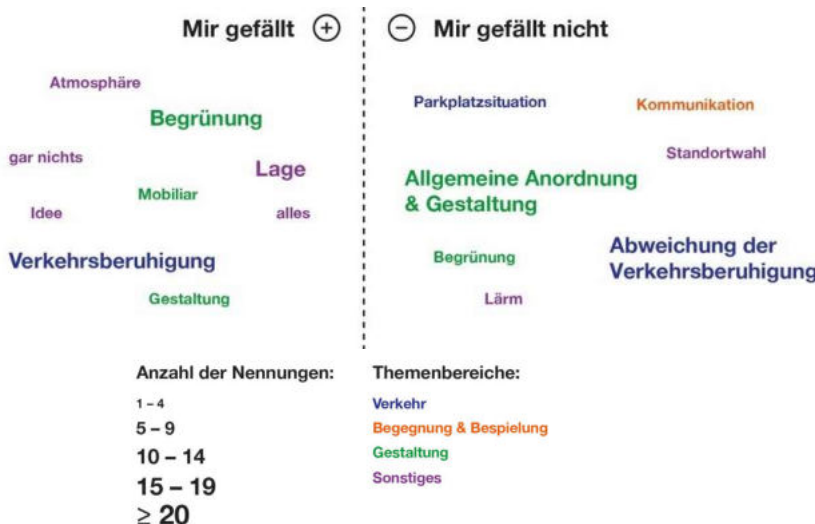 Mir gefällt +
− Mir gefällt nicht
Atmosphäre
Begrünung
gar nichts
Lage
Mobiliar
Idee
alles
Verkehrsberuhigung
Gestaltung
Parkplatzsituation
Kommunikation
Standortwahl
Allgemeine Anordnung
& Gestaltung
Abweichung der
Verkehrsberuhigung
Begrünung
Lärm
Anzahl der Nennungen:
1 – 4
5 – 9
10 – 14
15 – 19
≥ 20
Themenbereiche:
Verkehr
Begegnung & Bespielung
Gestaltung
Sonstiges